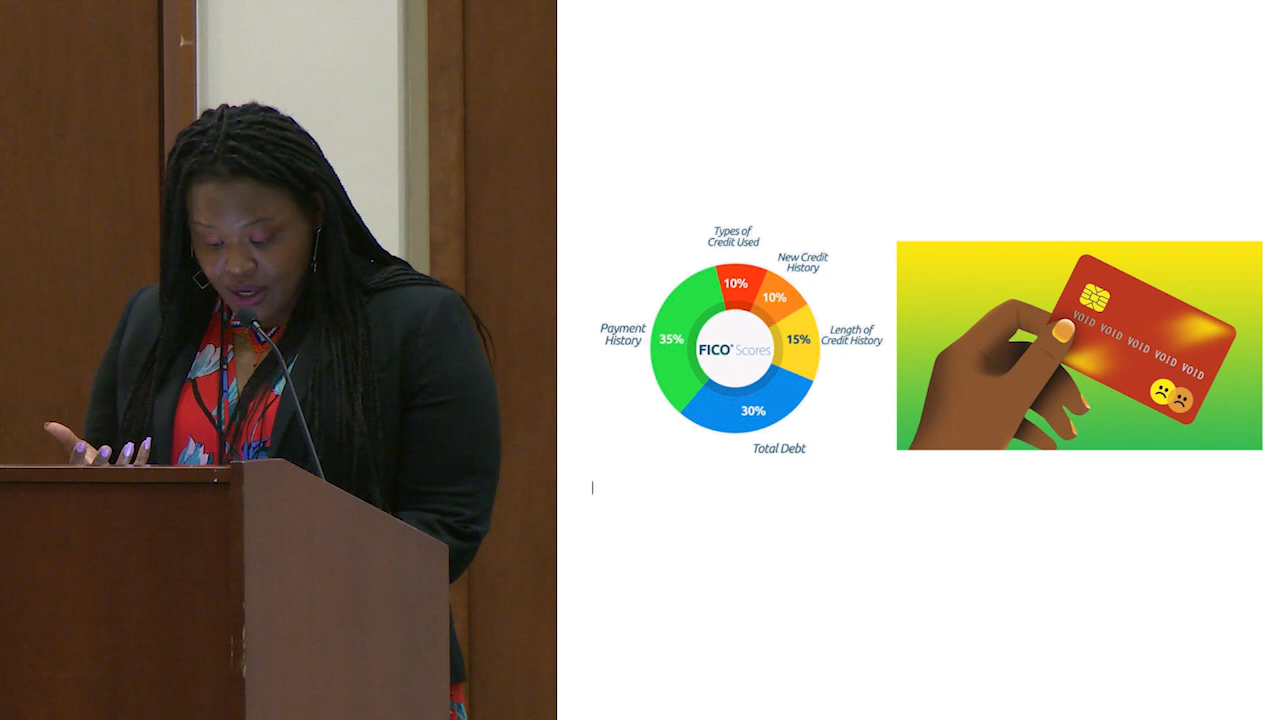 Types of
Credit Used
New Credit
History
10%
10%
Payment
History
35%
FICO® Scores
15%
Length of
Credit History
30%
Total Debt
VOID VOID VOID VOID VOID